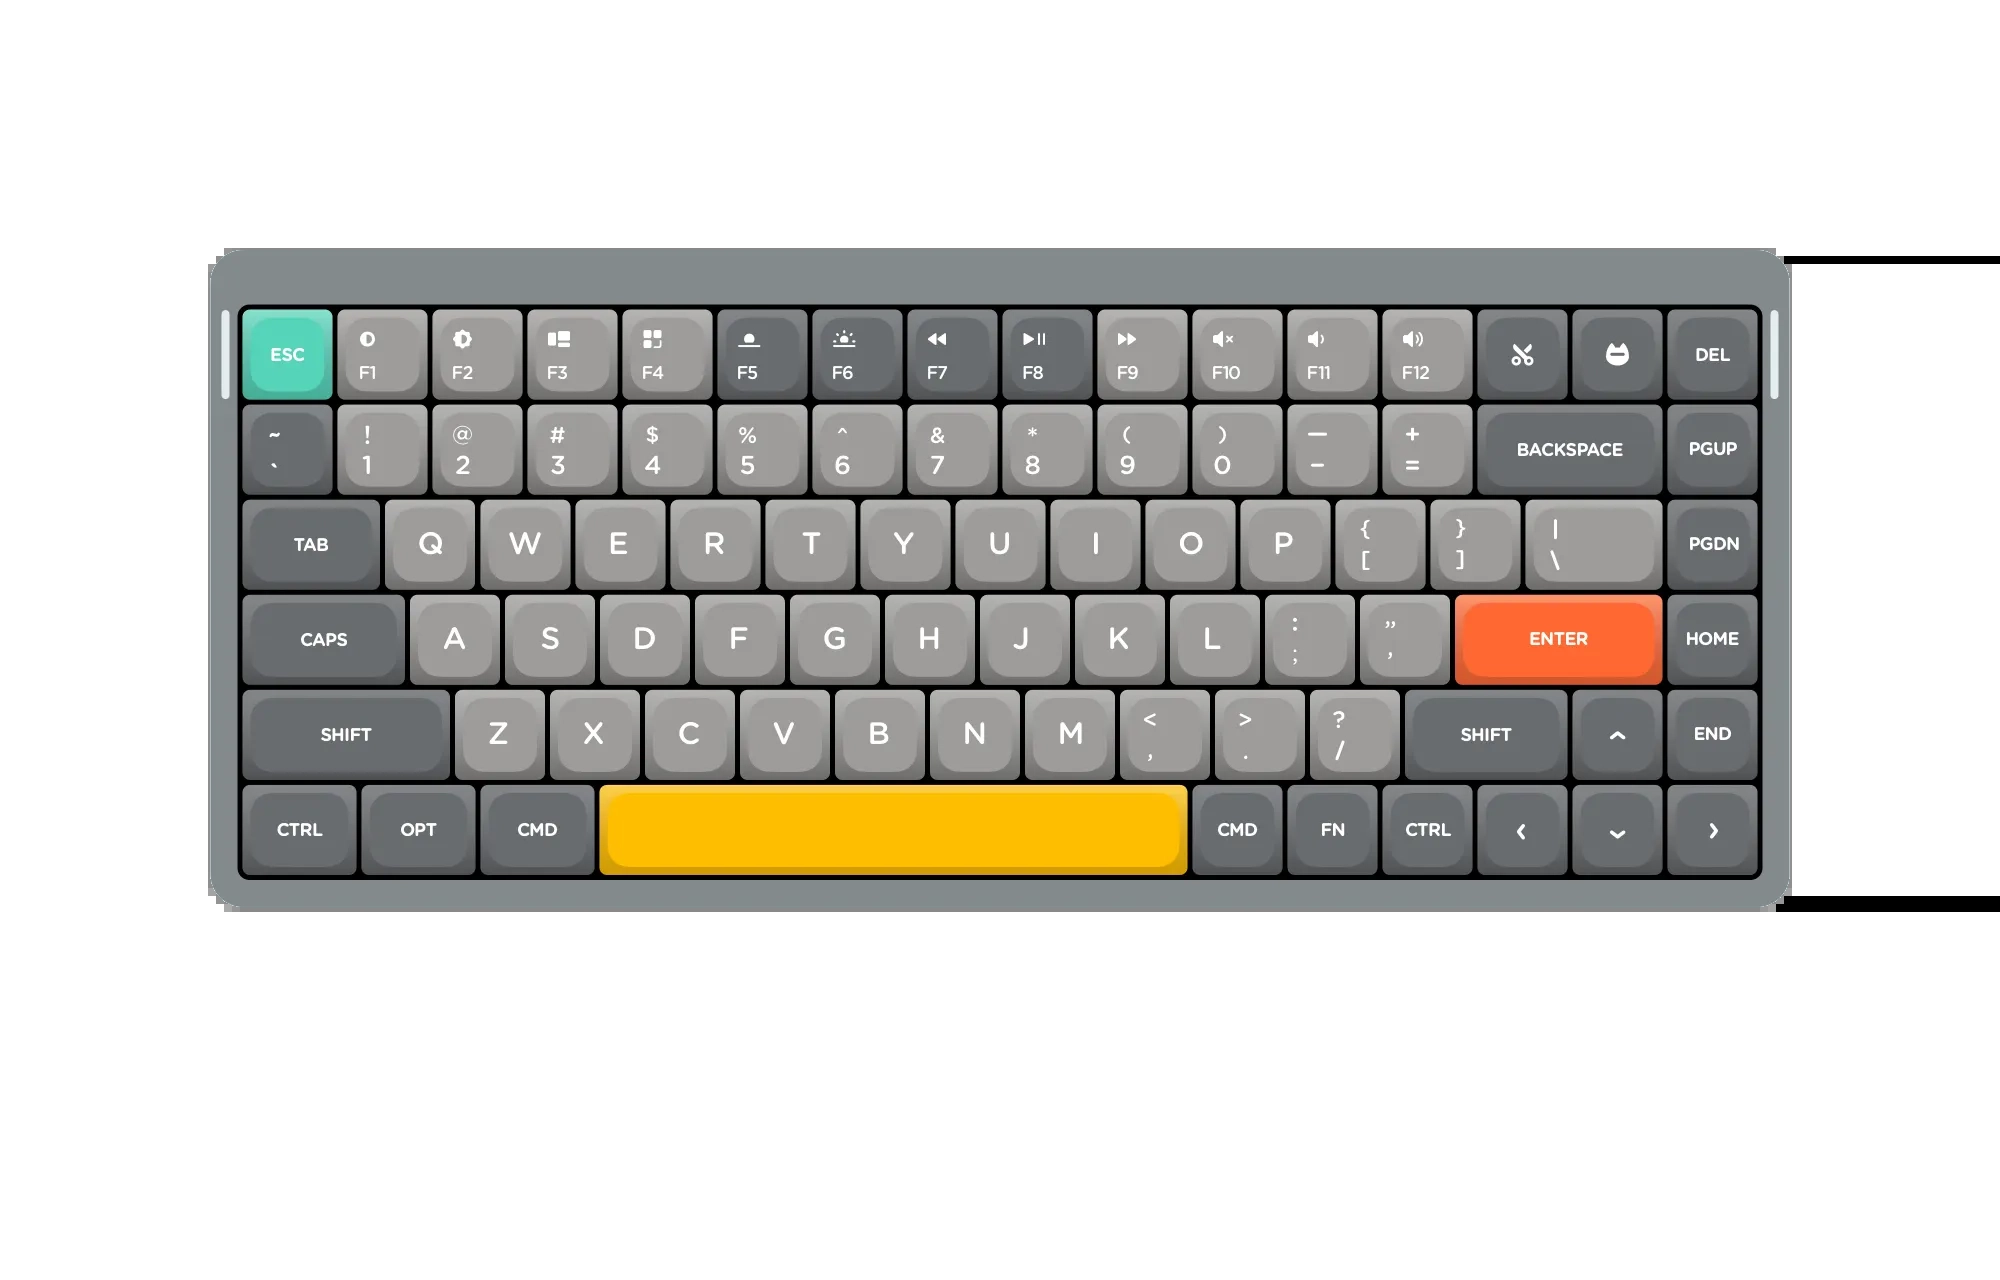 ESC F1 F2 F3 F4 F5 F6 F7 F8 F9 F10 F11 F12 DEL
~ ! @ # $ % ^ & * ( ) — +
` 1 2 3 4 5 6 7 8 9 0 - = BACKSPACE PGUP
TAB Q W E R T Y U I O P { [ } ] | \ PGDN
CAPS A S D F G H J K L : ; ” , ENTER HOME
SHIFT Z X C V B N M < , > . ? / SHIFT ^ END
CTRL OPT CMD CMD FN CTRL